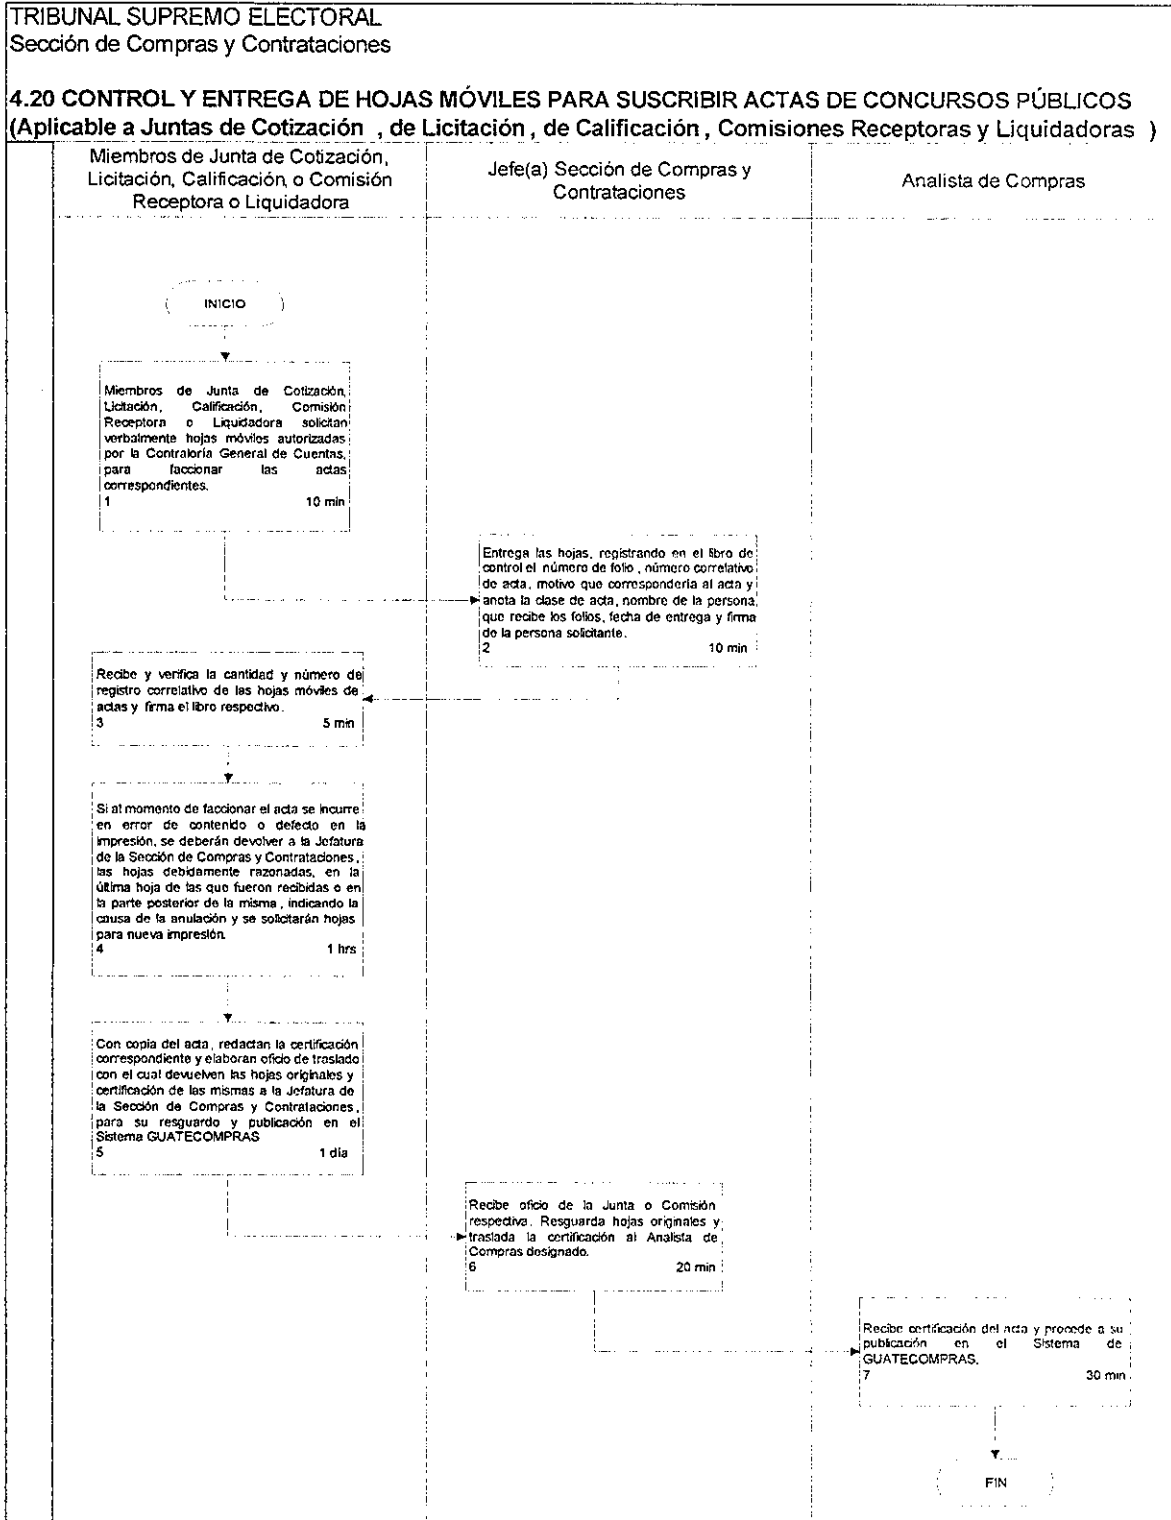 TRIBUNAL SUPREMO ELECTORAL
Sección de Compras y Contrataciones
4.20 CONTROL Y ENTREGA DE HOJAS MÓVILES PARA SUSCRIBIR ACTAS DE CONCURSOS PÚBLICOS
(Aplicable a Juntas de Cotización , de Licitación , de Calificación , Comisiones Receptoras y Liquidadoras )
Miembros de Junta de Cotización,
Licitación, Calificación, o Comisión
Receptora o Liquidadora
Jefe(a) Sección de Compras y
Contrataciones
Analista de Compras
INICIO
Miembros de Junta de Cotización,
Licitación, Calificación, Comisión
Receptora o Liquidadora solicitan
verbalmente hojas móviles autorizadas
por la Contraloría General de Cuentas,
para faccionar las actas
correspondientes.
1 10 min
Entrega las hojas, registrando en el libro de
control el número de folio , número correlativo
de acta, motivo que correspondería al acta y
anota la clase de acta, nombre de la persona
que recibe los folios, fecha de entrega y firma
de la persona solicitante.
2 10 min
Recibe y verifica la cantidad y número de
registro correlativo de las hojas móviles de
actas y firma el libro respectivo.
3 5 min
Si al momento de faccionar el acta se incurre
en error de contenido o defecto en la
impresión, se deberán devolver a la Jefatura
de la Sección de Compras y Contrataciones,
las hojas debidamente razonadas, en la
última hoja de las que fueron recibidas o en
la parte posterior de la misma , indicando la
causa de la anulación y se solicitarán hojas
para nueva impresión.
4 1 hrs
Con copia del acta, redactan la certificación
correspondiente y elaboran oficio de traslado
con el cual devuelven las hojas originales y
certificación de las mismas a la Jefatura de
la Sección de Compras y Contrataciones,
para su resguardo y publicación en el
Sistema GUATECOMPRAS
5 1 día
Recibe oficio de la Junta o Comisión
respectiva. Resguarda hojas originales y
traslada la certificación al Analista de
Compras designado.
6 20 min
Recibe certificación del acta y procede a su
publicación en el Sistema de
GUATECOMPRAS.
7 30 min
FIN